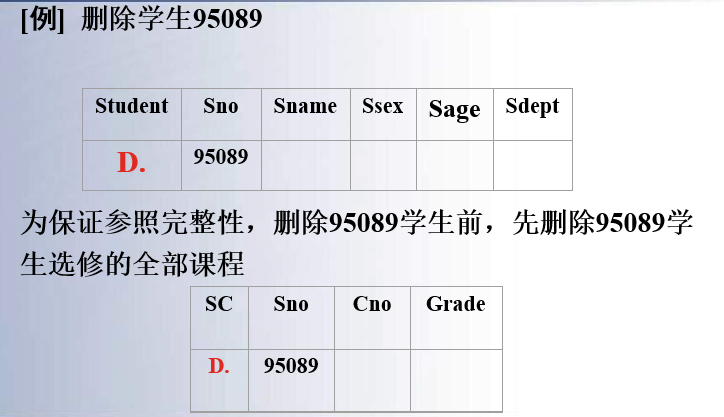 [例] 删除学生95089
Student Sno Sname Ssex Sage Sdept
D. 95089
为保证参照完整性，删除95089学生前，先删除95089学
生选修的全部课程
SC Sno Cno Grade
D. 95089